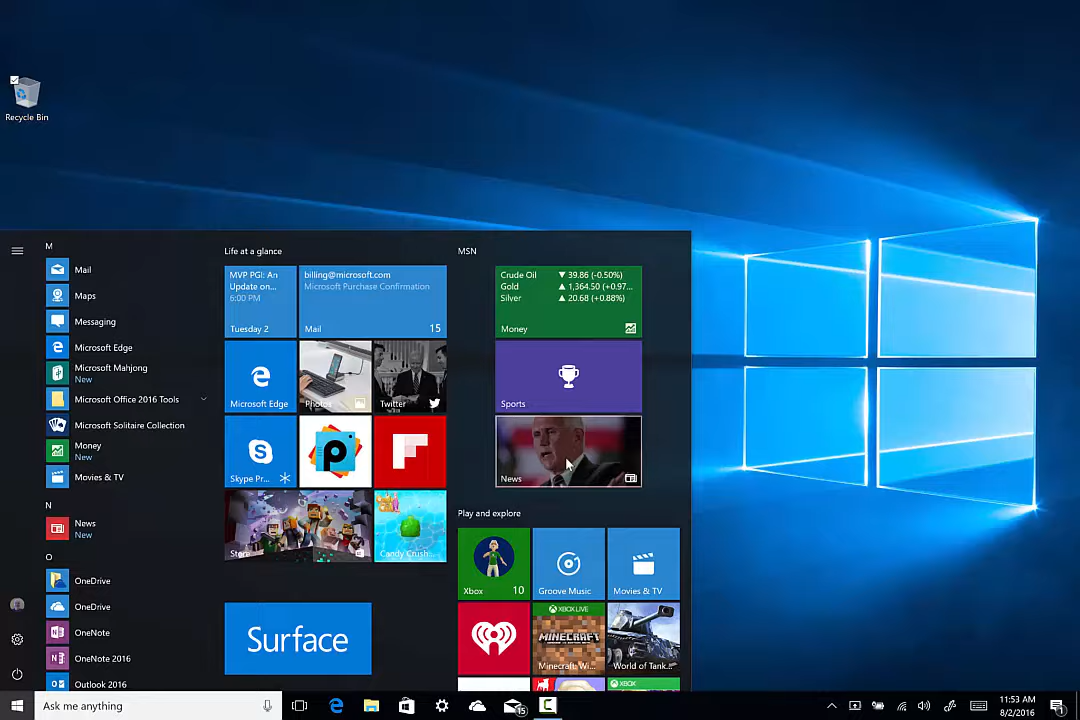 Recycle Bin
M
Mail
Maps
Messaging
Microsoft Edge
Microsoft Mahjong
New
Microsoft Office 2016 Tools
Microsoft Solitaire Collection
Money
New
Movies & TV
N
News
New
O
OneDrive
OneDrive
OneNote
OneNote 2016
Outlook 2016
Life at a glance
MVP PGI: An
Update on...
6:00 PM
Tuesday 2
billing@microsoft.com
Microsoft Purchase Confirmation
Mail 15
Microsoft Edge
Photos
Twitter
Skype Pr...
Store
Candy Crush...
Surface
MSN
Crude Oil ▼ 39.86 (-0.50%)
Gold ▲ 1,364.50 (+0.97...
Silver ▲ 20.68 (+0.88%)
Money
Sports
News
Play and explore
Xbox 10
Groove Music
Movies & TV
XBOX LIVE
MINECRAFT
Minecraft: Wi...
World of Tank...
XBOX
Ask me anything
15
11:53 AM
8/2/2016
1